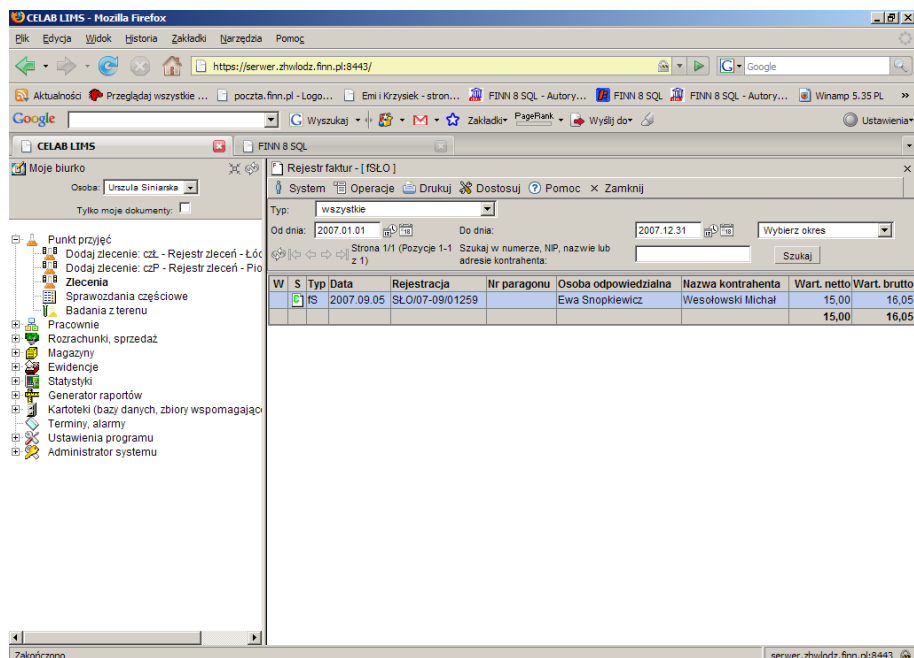 CELAB LIMS - Mozilla Firefox
Plik Edycja Widok Historia Zakładki Narzędzia Pomoc
https://serwer.zhwlodz.finn.pl:8443/
G Google
Aktualności Przeglądaj wszystkie ... poczta.finn.pl - Logo... Emi i Krzysiek - stron... FINN 8 SQL - Autory... FINN 8 SQL FINN 8 SQL - Autory... Winamp 5.35 PL »
Google G Wyszukaj Zakładki PageRank Wyślij do Ustawienia
CELAB LIMS FINN 8 SQL
Moje biurko
Osoba: Urszula Siniarska
Tylko moje dokumenty:
Punkt przyjęć
Dodaj zlecenie: czŁ - Rejestr zleceń - Łóc
Dodaj zlecenie: czP - Rejestr zleceń - Pio
Zlecenia
Sprawozdania częściowe
Badania z terenu
Pracownie
Rozrachunki, sprzedaż
Magazyny
Ewidencje
Statystyki
Generator raportów
Kartoteki (bazy danych, zbiory wspomagając
Terminy, alarmy
Ustawienia programu
Administrator systemu
Rejestr faktur - [ fSŁO ]
System Operacje Drukuj Dostosuj Pomoc Zamknij
Typ: wszystkie
Od dnia: 2007.01.01 Do dnia: 2007.12.31 Wybierz okres
Strona 1/1 (Pozycje 1-1 z 1) Szukaj w numerze, NIP, nazwie lub adresie kontrahenta: Szukaj
W S Typ Data Rejestracja Nr paragonu Osoba odpowiedzialna Nazwa kontrahenta Wart. netto Wart. brutto
C fS 2007.09.05 SŁO/07-09/01259 Ewa Snopkiewicz Wesołowski Michał 15,00 16,05
15,00 16,05
Zakończono serwer.zhwlodz.finn.pl:8443